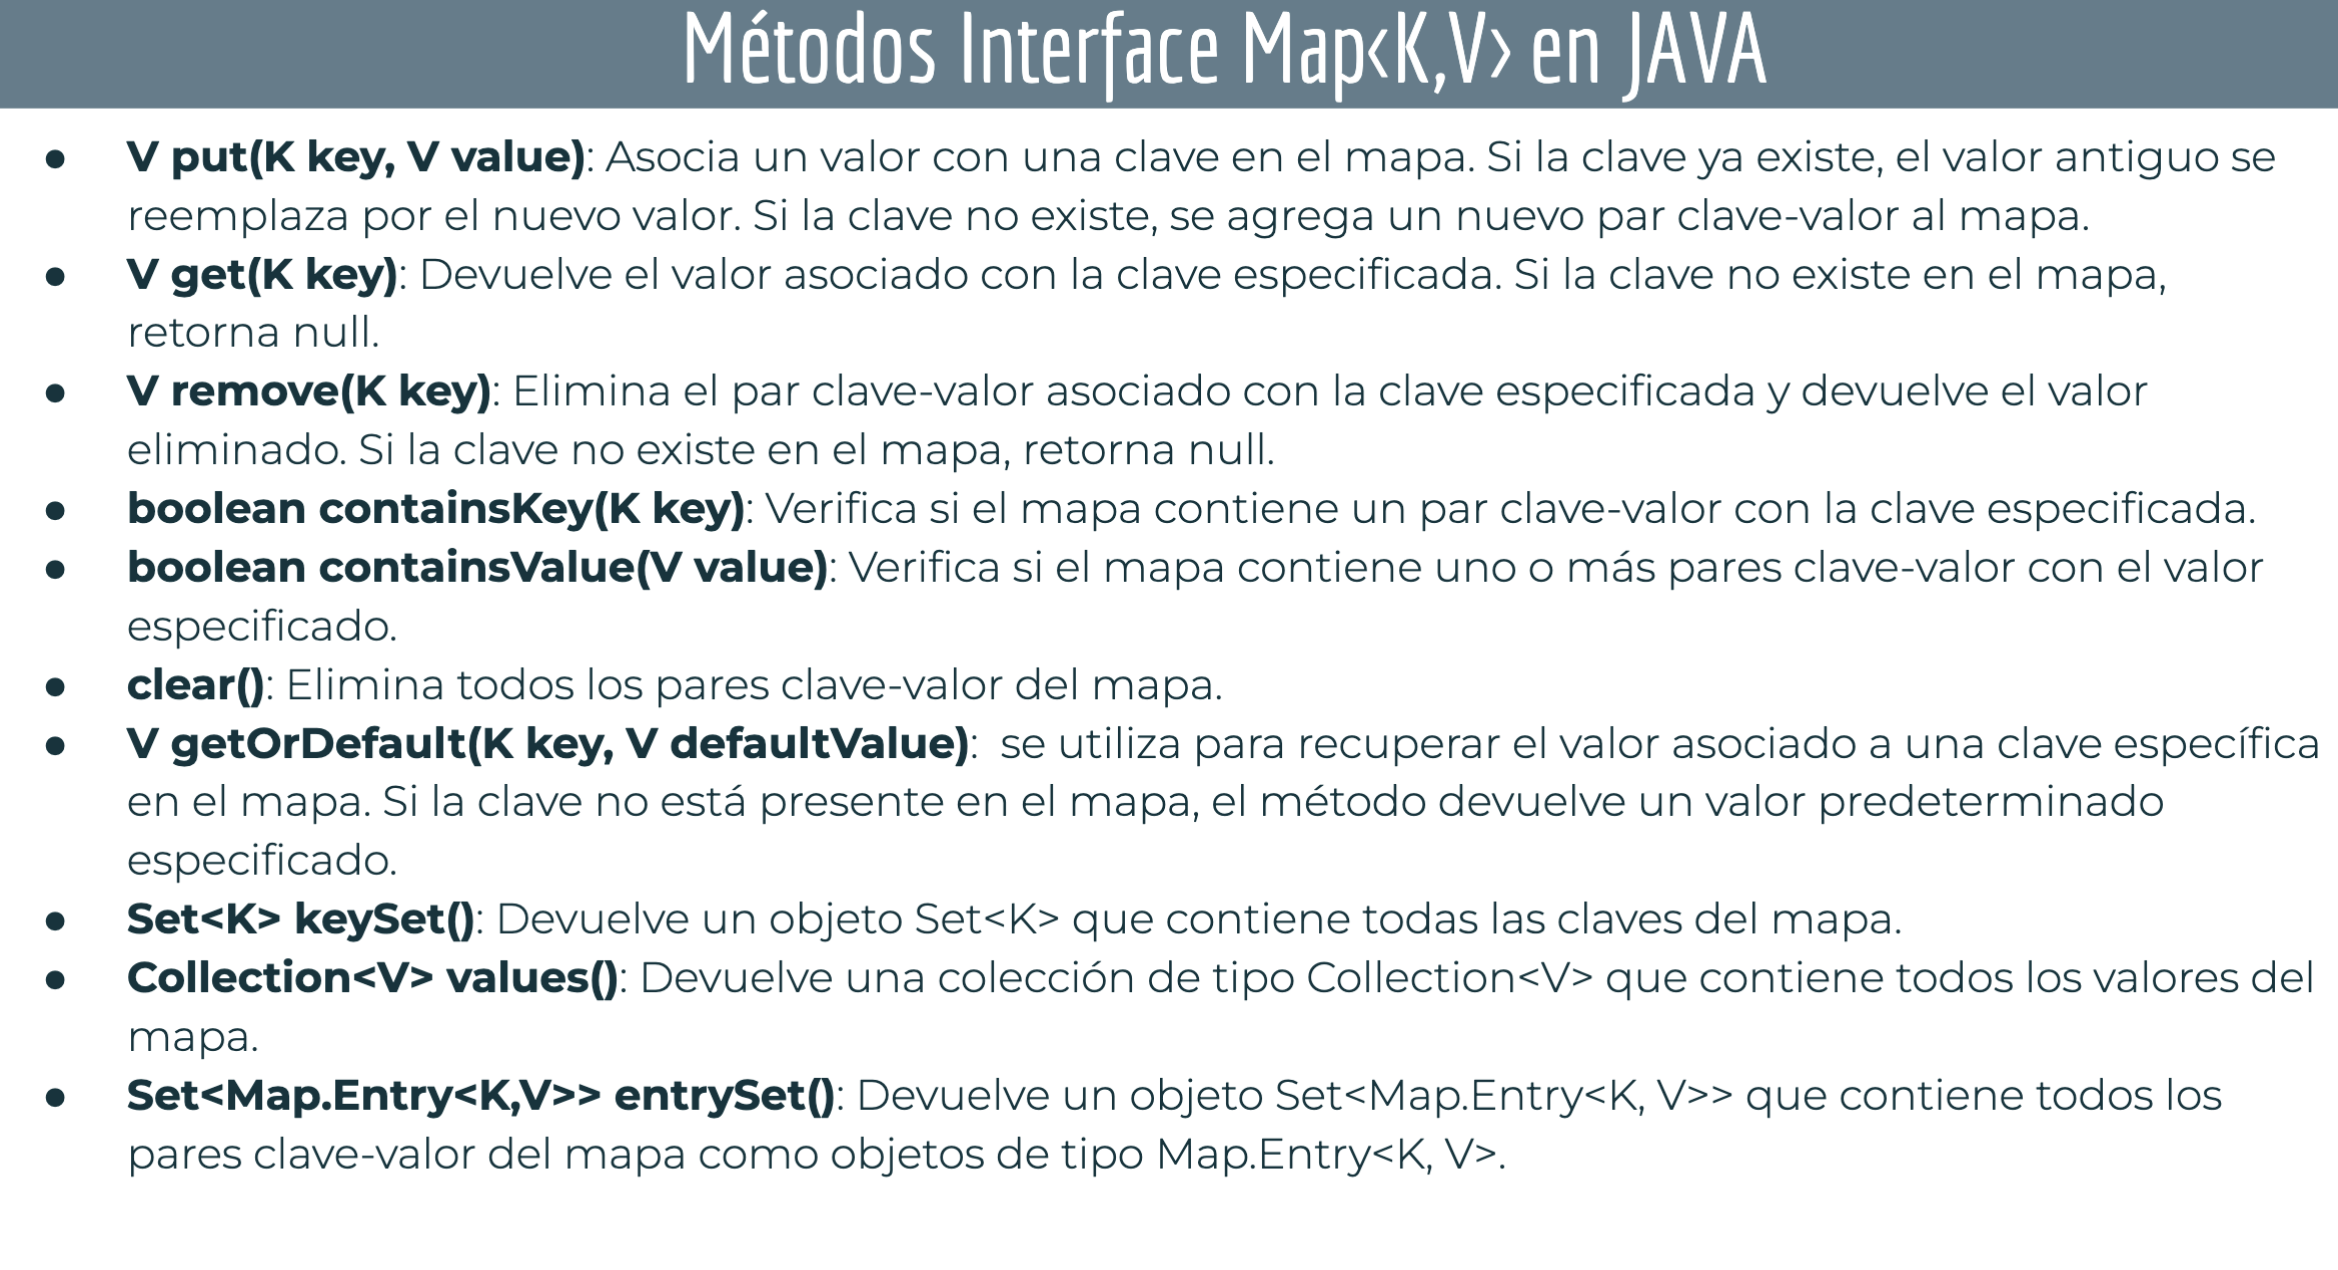 Métodos Interface Map<K,V> en JAVA
● V put(K key, V value): Asocia un valor con una clave en el mapa. Si la clave ya existe, el valor antiguo se
reemplaza por el nuevo valor. Si la clave no existe, se agrega un nuevo par clave-valor al mapa.
● V get(K key): Devuelve el valor asociado con la clave especificada. Si la clave no existe en el mapa,
retorna null.
● V remove(K key): Elimina el par clave-valor asociado con la clave especificada y devuelve el valor
eliminado. Si la clave no existe en el mapa, retorna null.
● boolean containsKey(K key): Verifica si el mapa contiene un par clave-valor con la clave especificada.
● boolean containsValue(V value): Verifica si el mapa contiene uno o más pares clave-valor con el valor
especificado.
● clear(): Elimina todos los pares clave-valor del mapa.
● V getOrDefault(K key, V defaultValue):  se utiliza para recuperar el valor asociado a una clave específica
en el mapa. Si la clave no está presente en el mapa, el método devuelve un valor predeterminado
especificado.
● Set<K> keySet(): Devuelve un objeto Set<K> que contiene todas las claves del mapa.
● Collection<V> values(): Devuelve una colección de tipo Collection<V> que contiene todos los valores del
mapa.
● Set<Map.Entry<K,V>> entrySet(): Devuelve un objeto Set<Map.Entry<K, V>> que contiene todos los
pares clave-valor del mapa como objetos de tipo Map.Entry<K, V>.